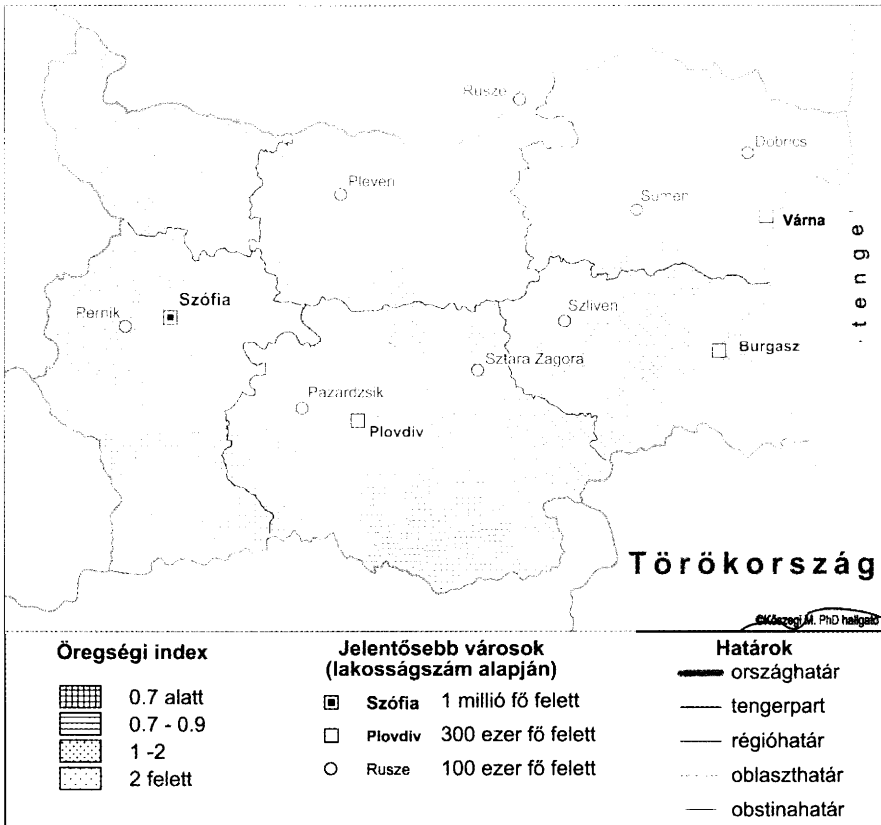 Rusze
Dobrics
Pleven
Sumen
Várna
tenge
Szófia
Pernik
Szliven
Burgasz
Sztara Zagora
Pazardzsik
Plovdiv
Törökország
©Kőszegi M. PhD hallgató
Öregségi index
0.7 alatt
0.7 - 0.9
1 -2
2 felett
Jelentősebb városok
(lakosságszám alapján)
Szófia 1 millió fő felett
Plovdiv 300 ezer fő felett
Rusze 100 ezer fő felett
Határok
országhatár
tengerpart
régióhatár
oblaszthatár
obstinahatár